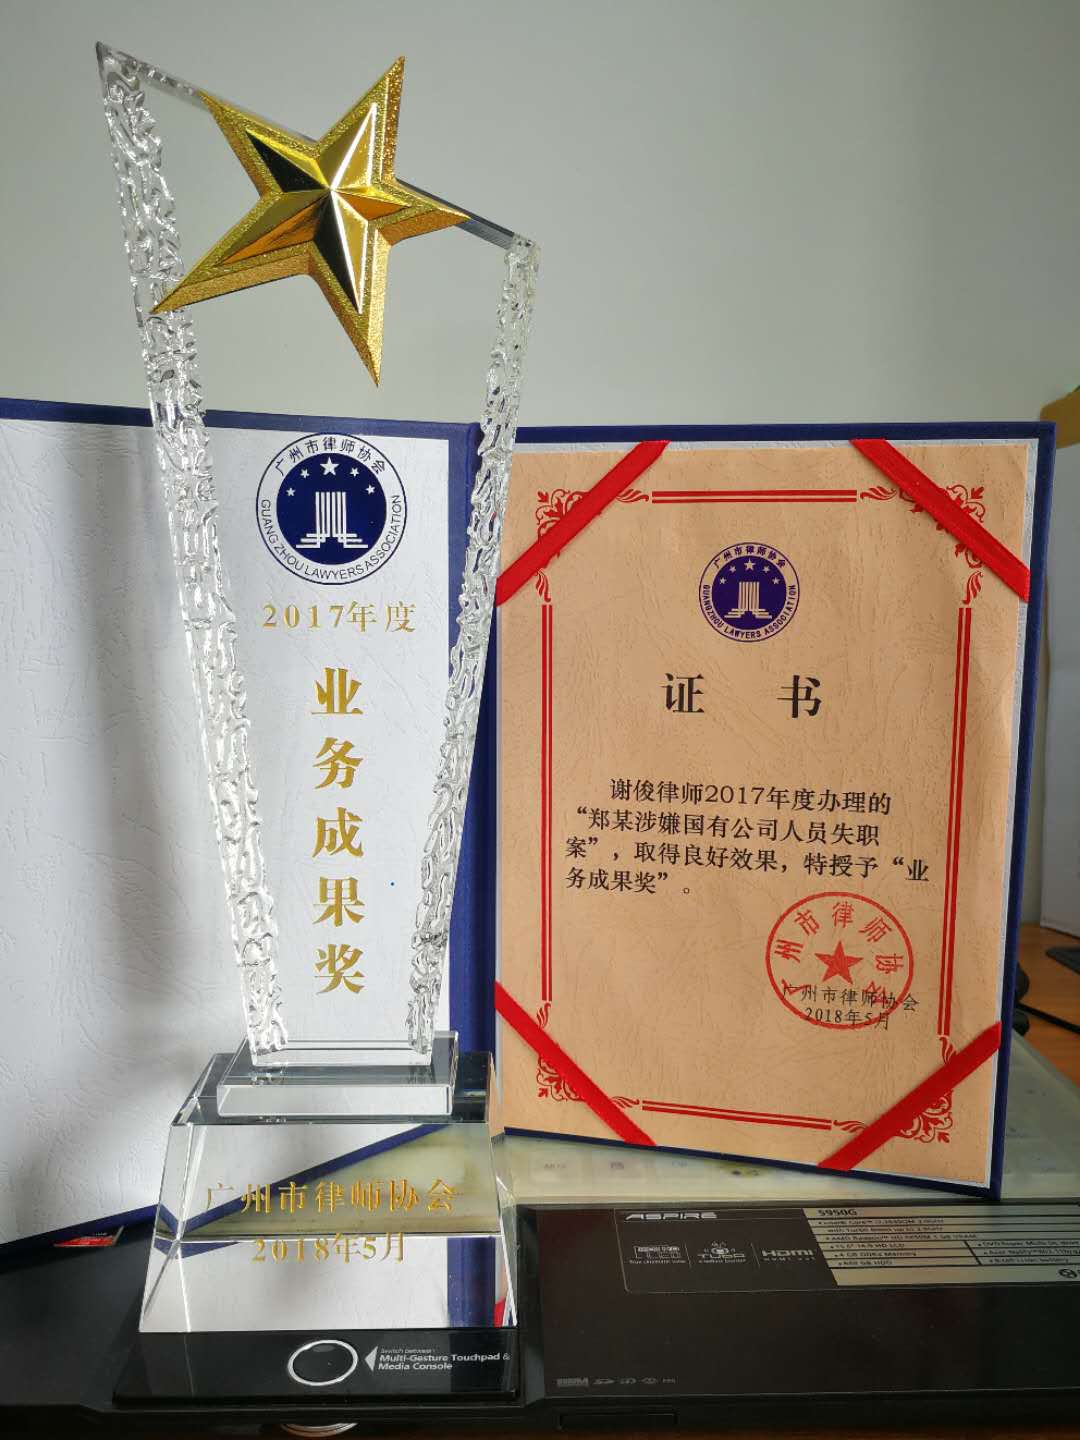 广州市律师协会
GUANGZHOU LAWYERS ASSOCIATION
2017年度
业务成果奖
广州市律师协会
2018年5月
广州市律师协会
GUANGZHOU LAWYERS ASSOCIATION
证书
谢俊律师2017年度办理的
“郑某涉嫌国有公司人员失职
案”，取得良好效果，特授予“业
务成果奖”。
广州市律师协会
广州市律师协会
2018年5月
ASPIRE
5950G
HDMI
Switch between
Multi-Gesture Touchpad &
Media Console